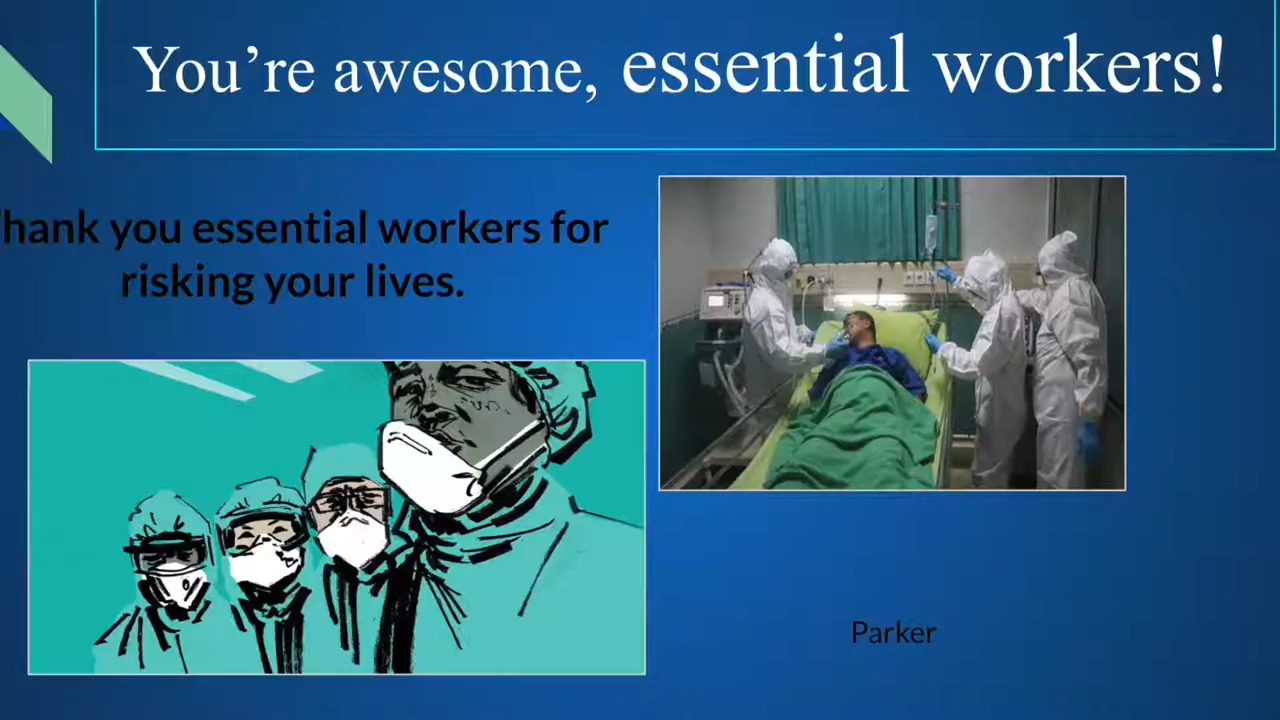 You're awesome, essential workers!
hank you essential workers for
risking your lives.
Parker